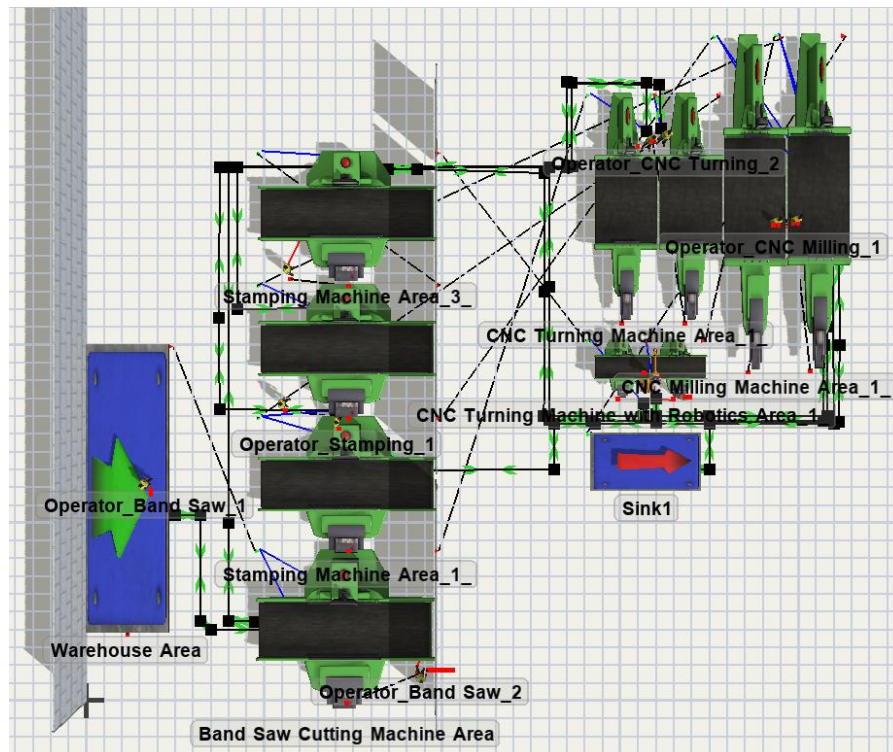 Operator_CNC Turning_2
Operator_CNC Milling_1
Stamping Machine Area_3_
CNC Turning Machine Area_1_
CNC Milling Machine Area_1_
CNC Turning Machine with Robotics Area_1_
Operator_Stamping_1
Operator_Band Saw_1
Sink1
Stamping Machine Area_1_
Warehouse Area
Operator_Band Saw_2
Band Saw Cutting Machine Area